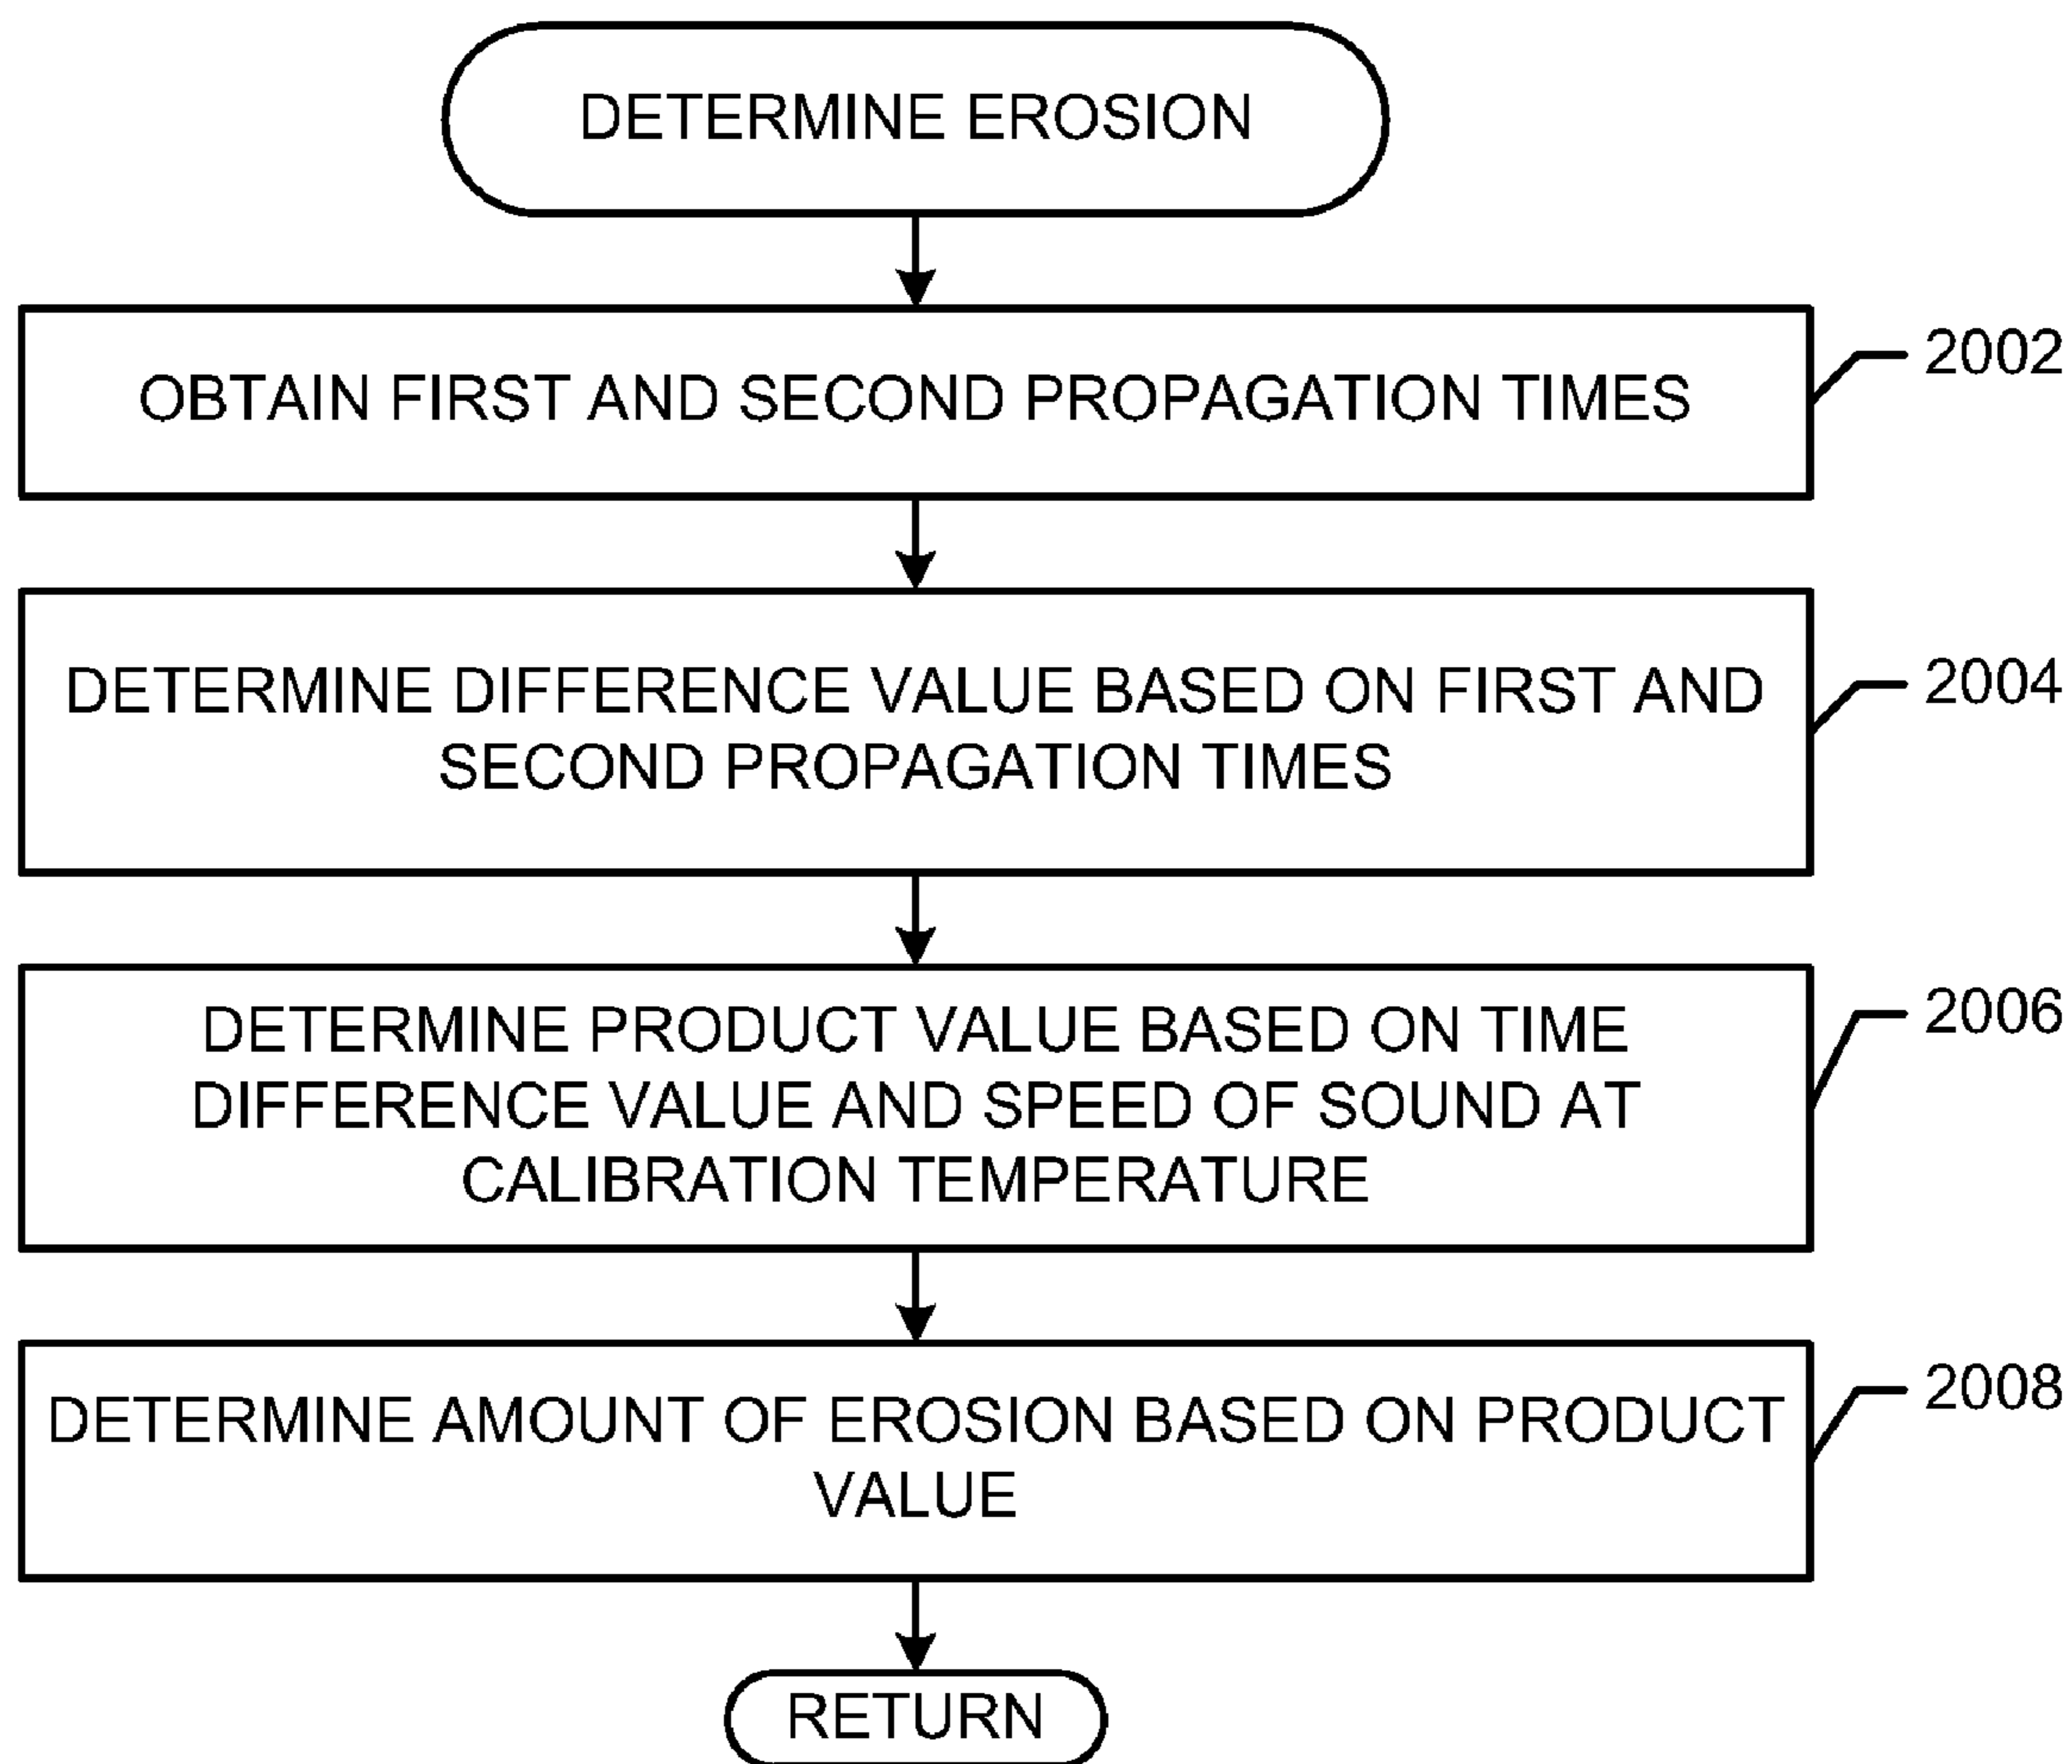 DETERMINE EROSION
OBTAIN FIRST AND SECOND PROPAGATION TIMES
2002
DETERMINE DIFFERENCE VALUE BASED ON FIRST AND
SECOND PROPAGATION TIMES
2004
DETERMINE PRODUCT VALUE BASED ON TIME
DIFFERENCE VALUE AND SPEED OF SOUND AT
CALIBRATION TEMPERATURE
2006
DETERMINE AMOUNT OF EROSION BASED ON PRODUCT
VALUE
2008
RETURN